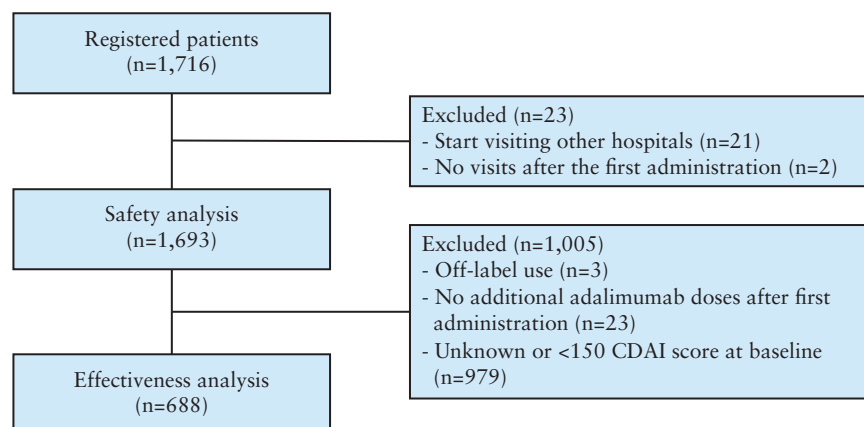 Registered patients
(n=1,716)
Excluded (n=23)
- Start visiting other hospitals (n=21)
- No visits after the first administration (n=2)
Safety analysis
(n=1,693)
Excluded (n=1,005)
- Off-label use (n=3)
- No additional adalimumab doses after first
administration (n=23)
- Unknown or <150 CDAI score at baseline
(n=979)
Effectiveness analysis
(n=688)